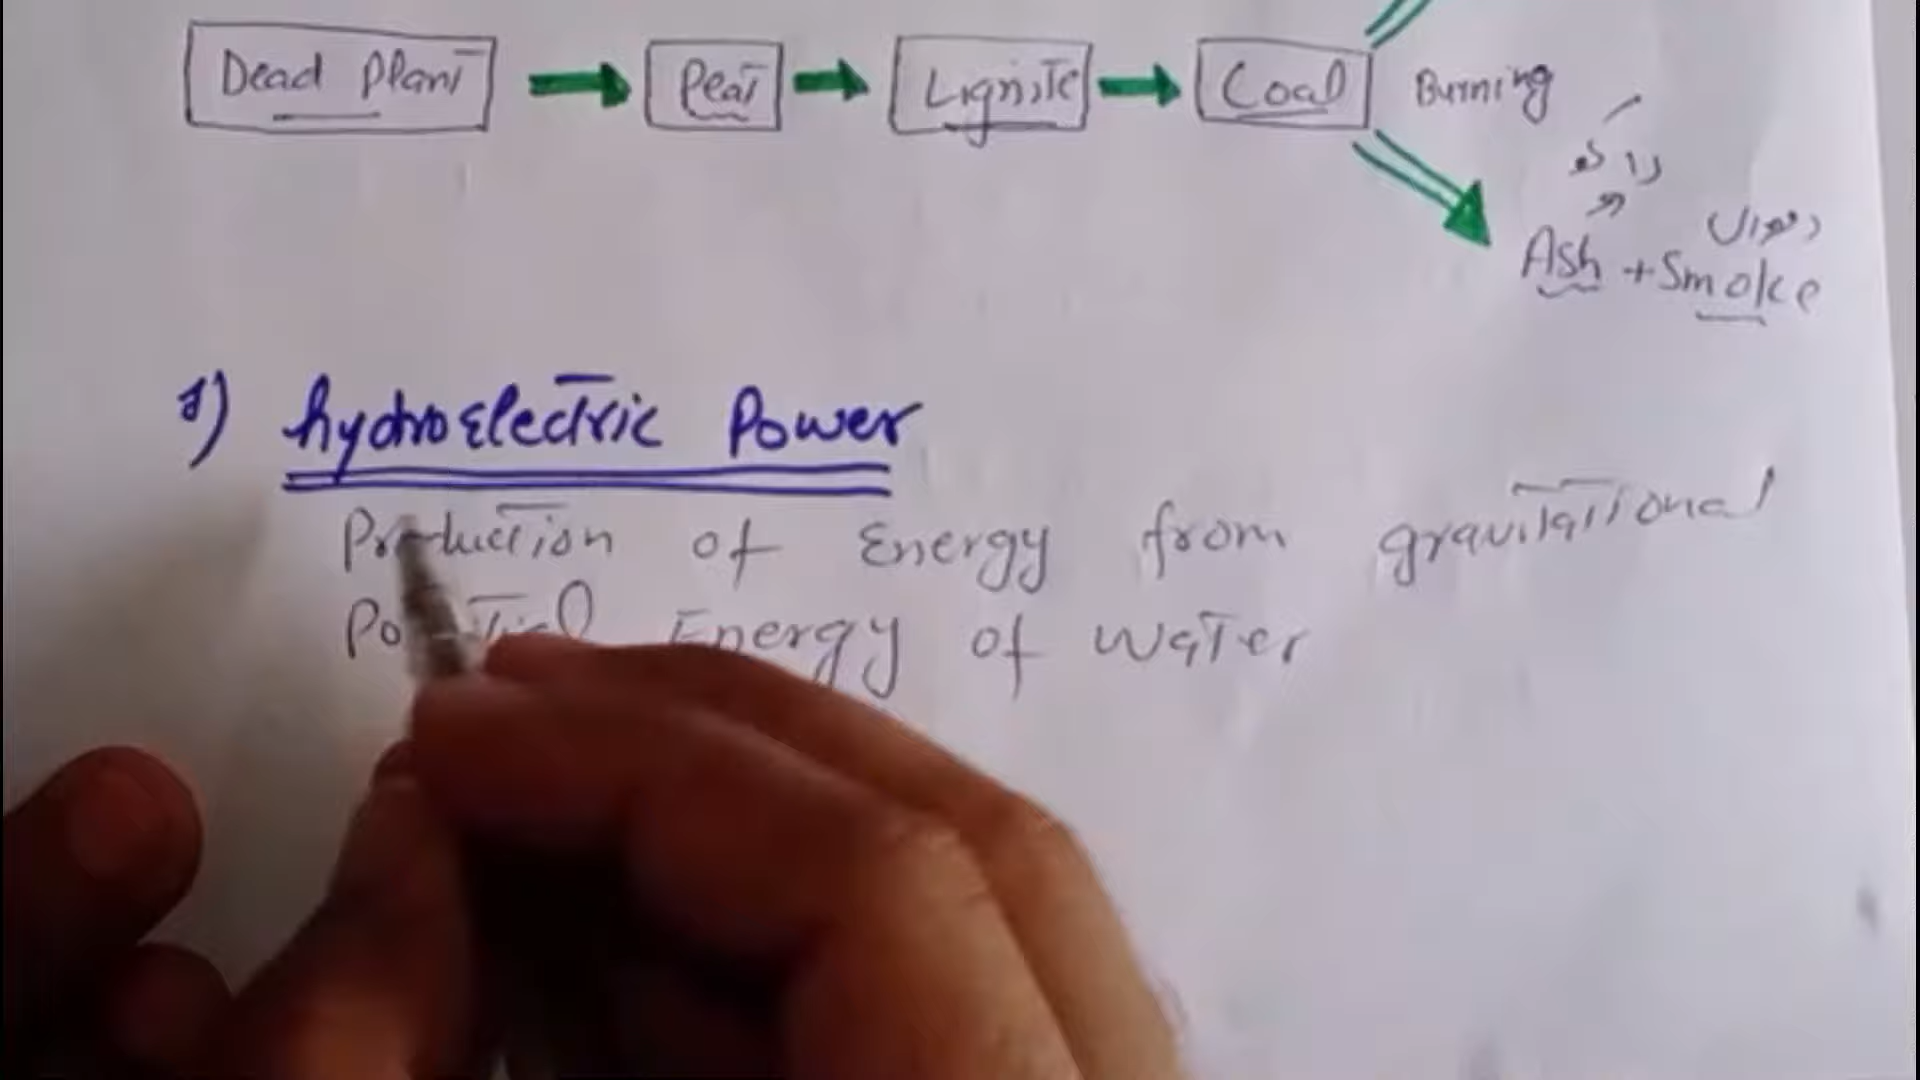 Dead Plant Peat Lignite Coal Burning
راکھ
دھواں
Ash + Smoke
hydroelectric Power
Production of Energy from gravitational
Potential Energy of water